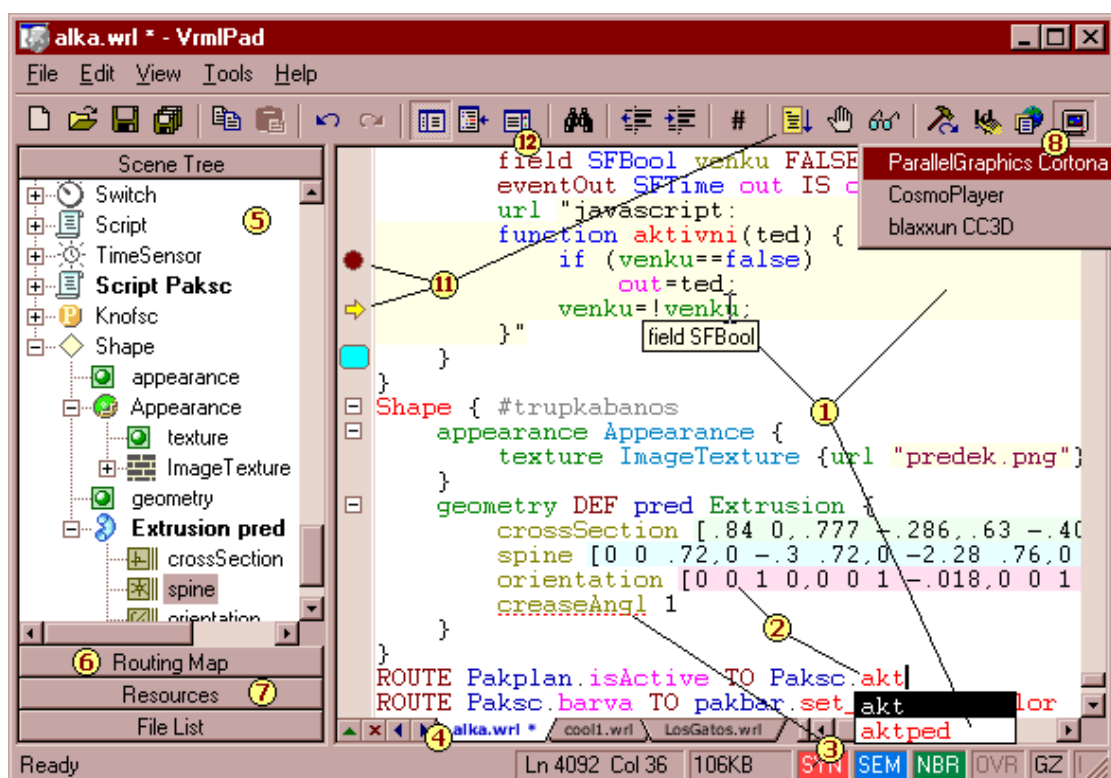 alka.wrl * - VrmlPad
File Edit View Tools Help
#
12
8
Scene Tree
Switch
Script
TimeSensor
Script Paksc
Knofsc
Shape
appearance
Appearance
texture
ImageTexture
geometry
Extrusion pred
crossSection
spine
orientation
5
6 Routing Map
Resources 7
File List
field SFBool venku FALSE
eventOut SFTime out IS
url "javascript:
function aktivni(ted) {
if (venku==false)
out=ted;
venku=!venku;
}"
}
}
11
field SFBool
ParallelGraphics Cortona
CosmoPlayer
blaxxun CC3D
1
Shape { #trupkabanos
appearance Appearance {
texture ImageTexture {url "predek.png"}
}
geometry DEF pred Extrusion {
crossSection [.84 0,.777 -.286,.63 -.40
spine [0 0 .72,0 -.3 .72,0 -2.28 .76,0
orientation [0 0 1 0,0 0 1 -.018,0 0 1
creaseAngl 1
}
}
2
ROUTE Pakplan.isActive TO Paksc.akt
ROUTE Paksc.barva TO pakbar.set_ lor
akt
aktped
4 alka.wrl * cool1.wrl LosGatos.wrl
3
Ready Ln 4092 Col 36 106KB SYN SEM NBR OVR GZ